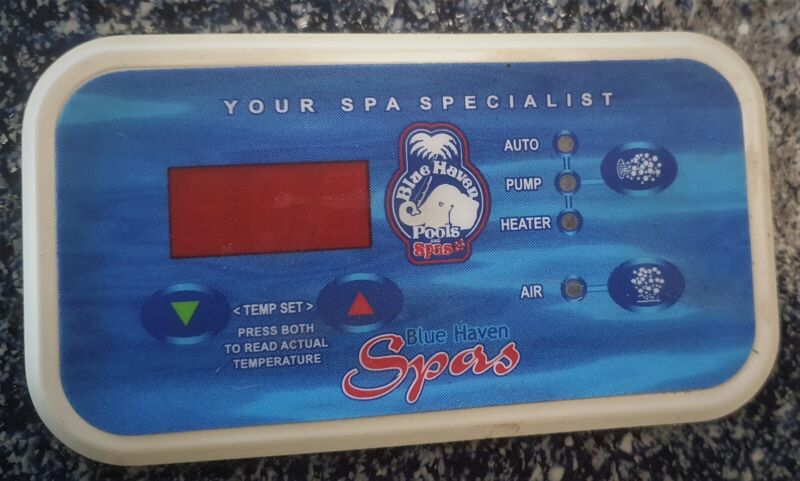 YOUR SPA SPECIALIST
Blue Haven
Pools
AND
Spas
AUTO
PUMP
HEATER
AIR
< TEMP SET >
PRESS BOTH
TO READ ACTUAL
TEMPERATURE
Blue Haven
Spas